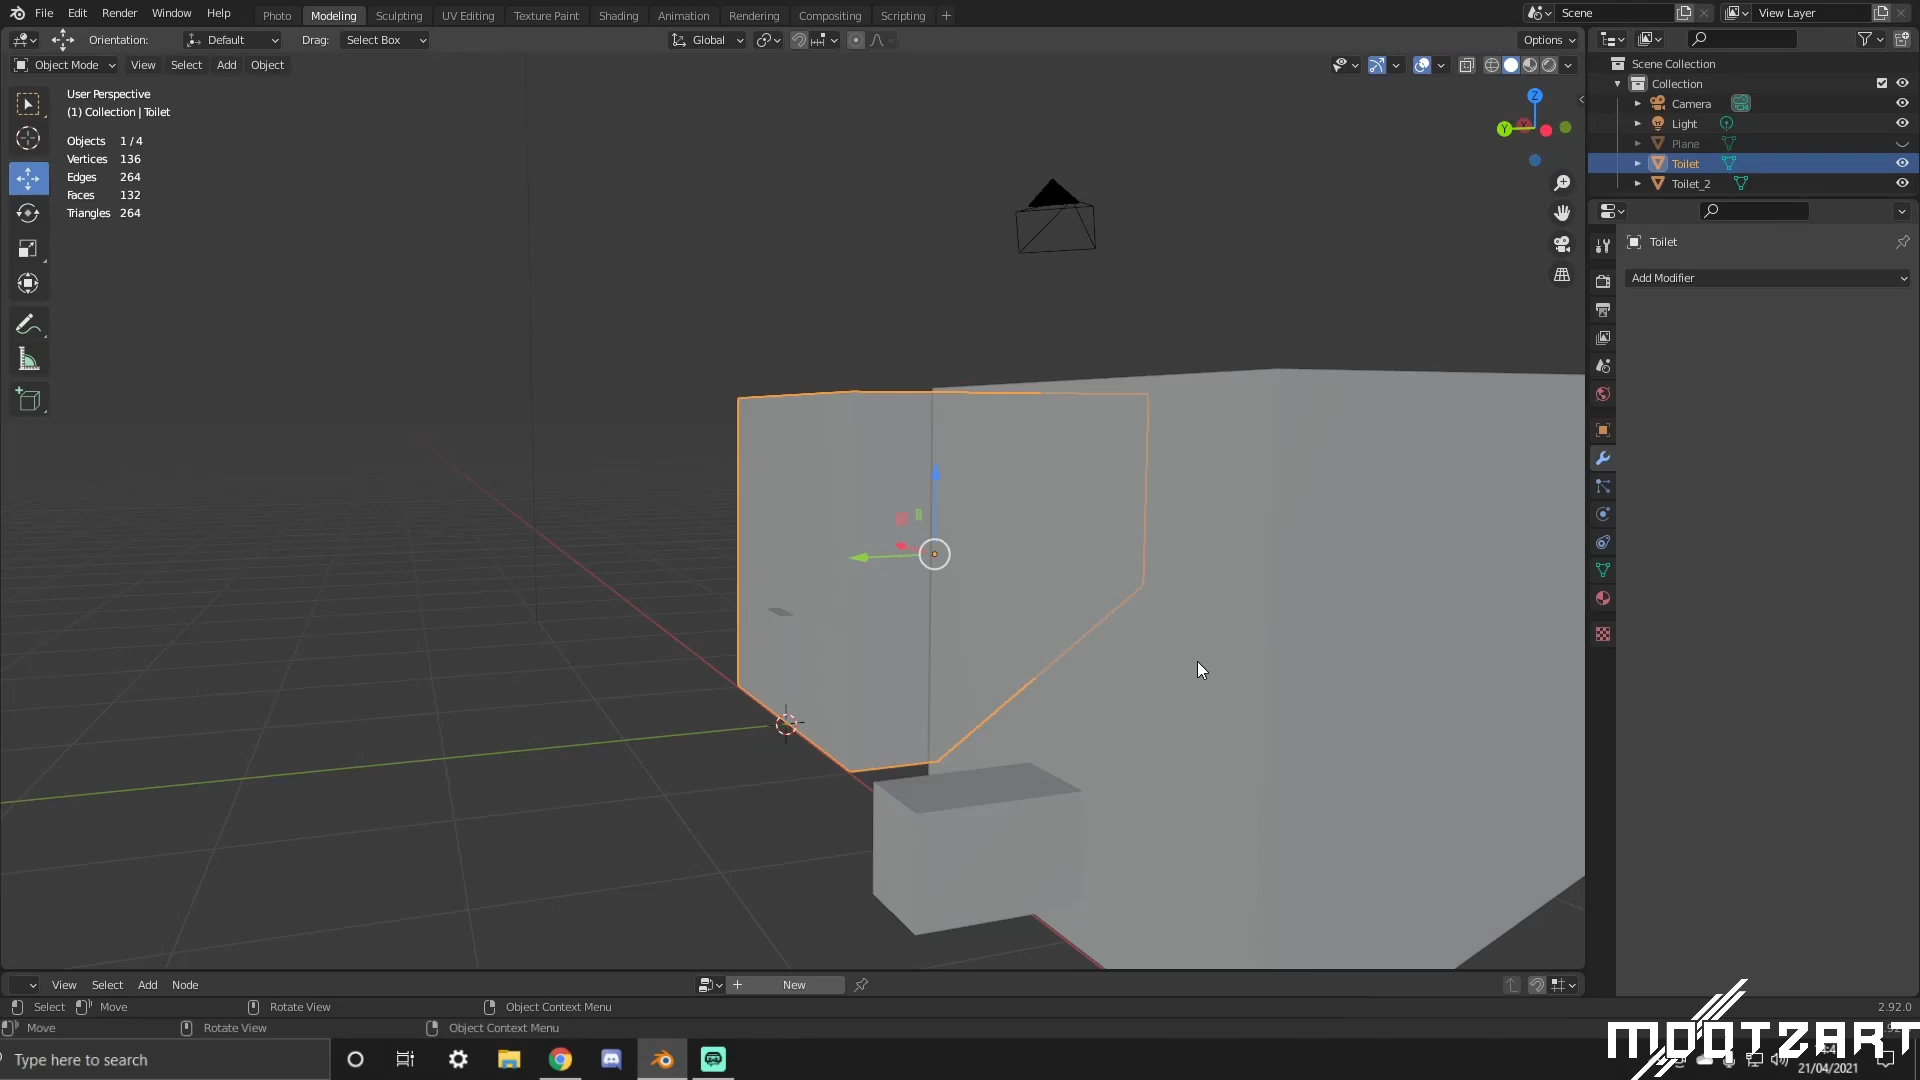 File Edit Render Window Help Photo Modeling Sculpting UV Editing Texture Paint Shading Animation Rendering Compositing Scripting + Scene View Layer
Orientation: Default Drag: Select Box Global Options
Object Mode View Select Add Object
User Perspective
(1) Collection | Toilet
Objects 1 / 4
Vertices 136
Edges 264
Faces 132
Triangles 264
Z
Y
Scene Collection
Collection
Camera
Light
Plane
Toilet
Toilet_2
Toilet
Add Modifier
View Select Add Node + New
Select Move Rotate View Object Context Menu 2.92.0
Move Rotate View Object Context Menu
MOOTZART
Type here to search
21/04/2021